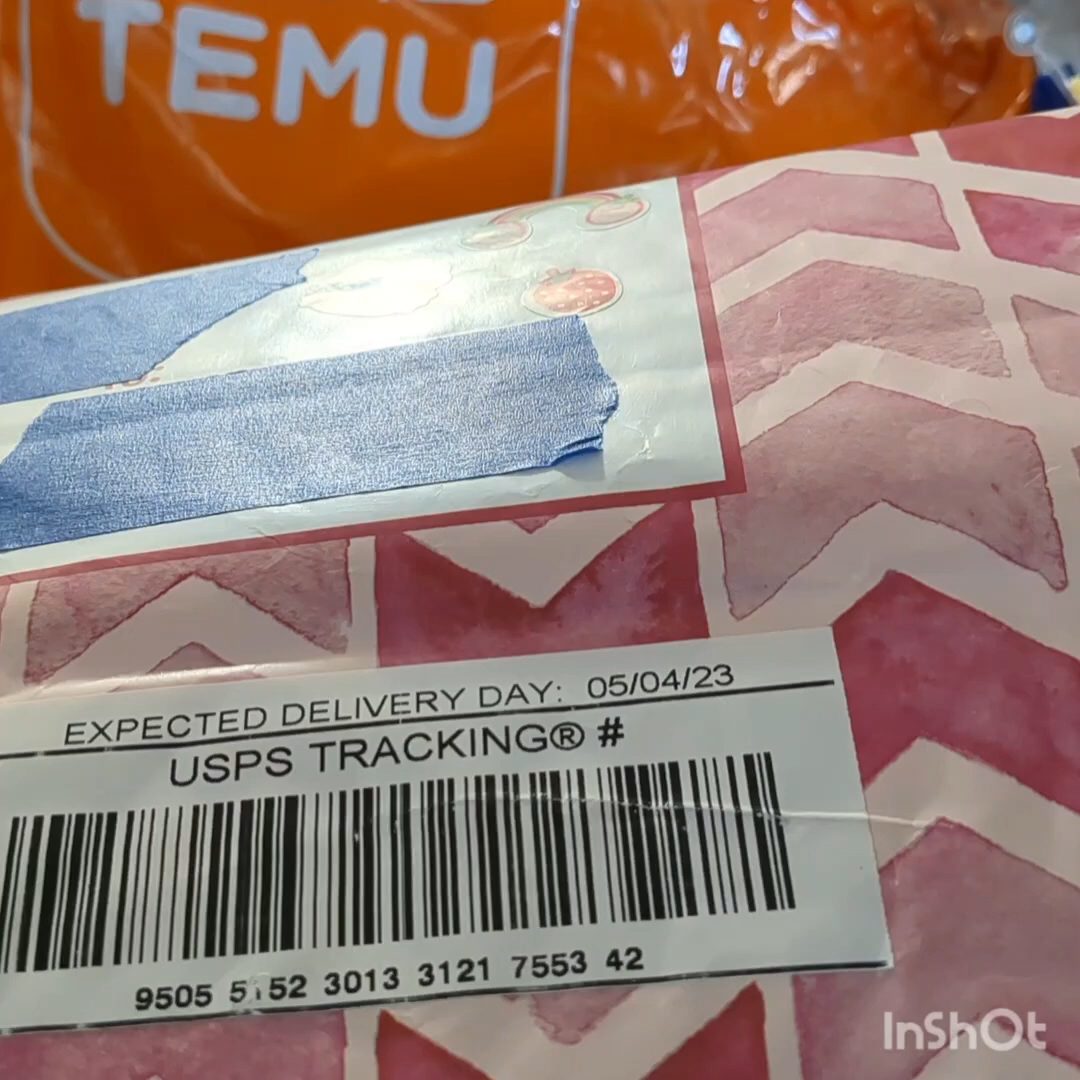 TEMU
EXPECTED DELIVERY DAY: 05/04/23
USPS TRACKING® #
9505 5152 3013 3121 7553 42
InShOt